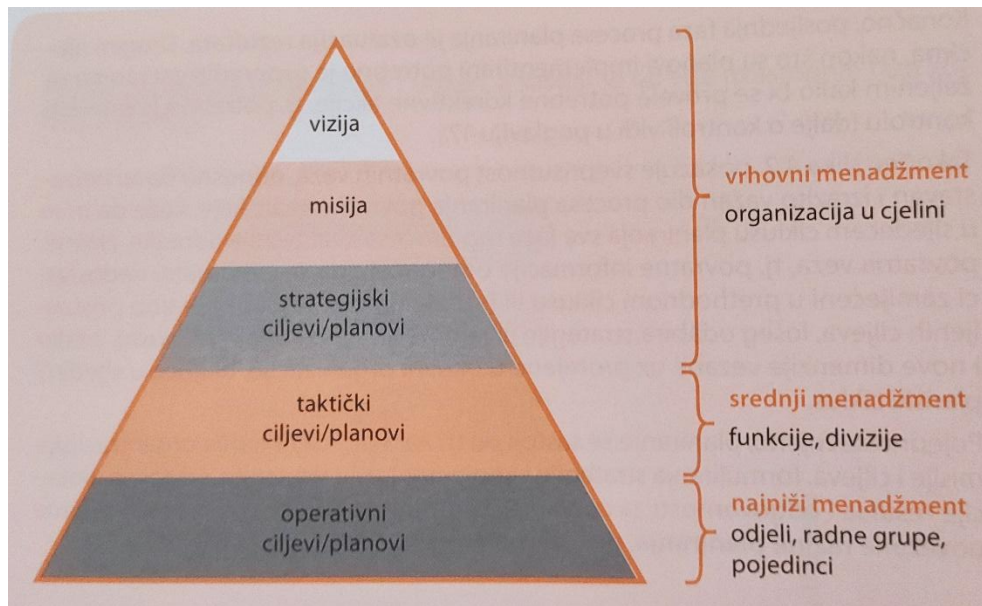 vizija
misija
strategijski
ciljevi/planovi
taktički
ciljevi/planovi
operativni
ciljevi/planovi
vrhovni menadžment
organizacija u cjelini
srednji menadžment
funkcije, divizije
najniži menadžment
odjeli, radne grupe,
pojedinci